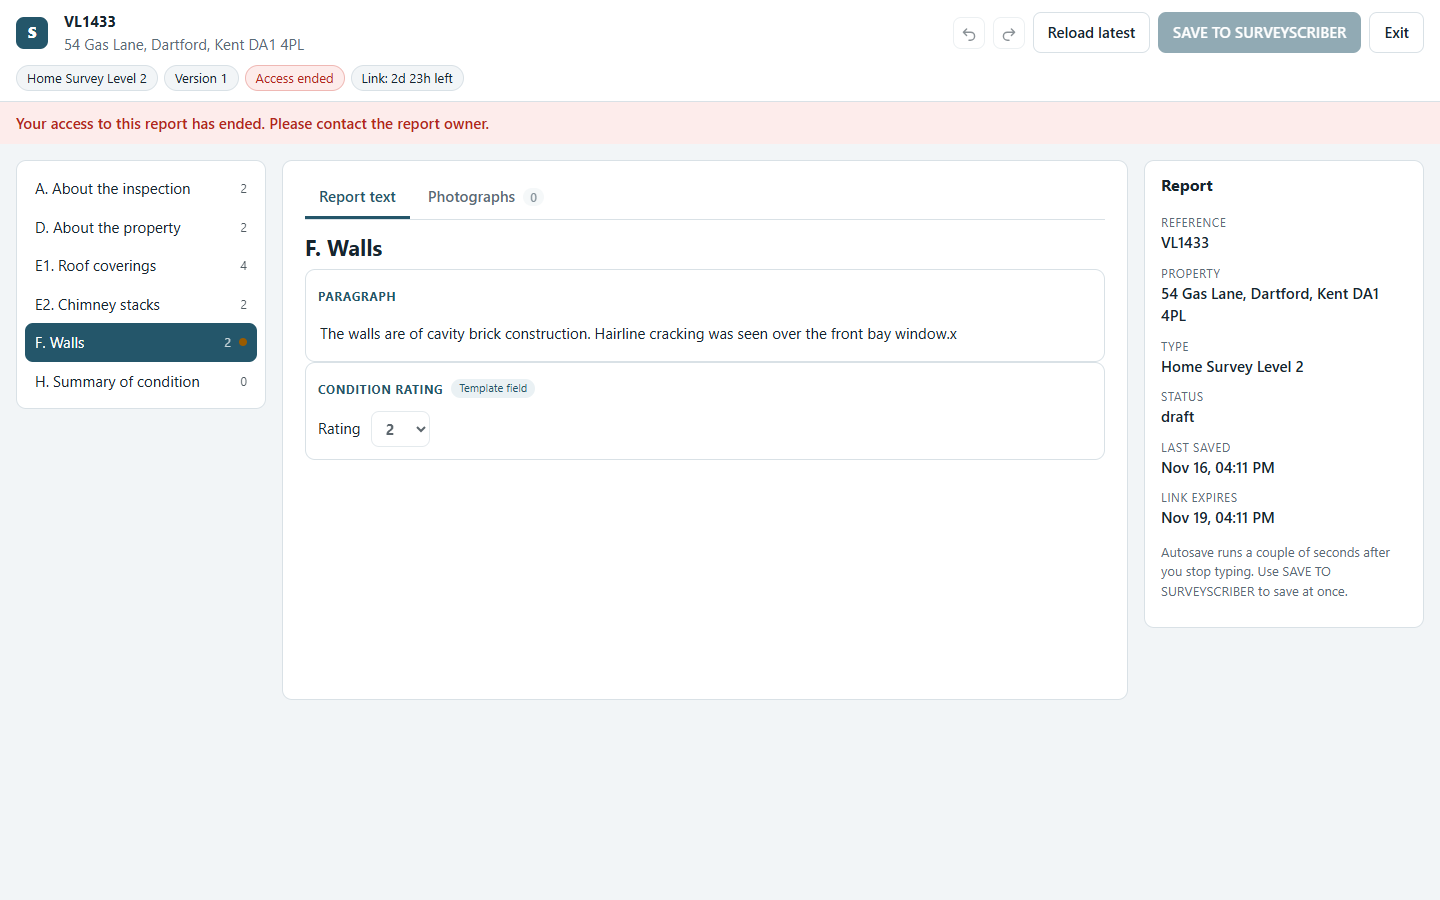 S
VL1433
54 Gas Lane, Dartford, Kent DA1 4PL
Reload latest
SAVE TO SURVEYSCRIBER
Exit
Home Survey Level 2
Version 1
Access ended
Link: 2d 23h left
Your access to this report has ended. Please contact the report owner.
A. About the inspection 2
D. About the property 2
E1. Roof coverings 4
E2. Chimney stacks 2
F. Walls 2
H. Summary of condition 0
Report text
Photographs 0
F. Walls
PARAGRAPH
The walls are of cavity brick construction. Hairline cracking was seen over the front bay window.x
CONDITION RATING Template field
Rating 2
Report
REFERENCE
VL1433
PROPERTY
54 Gas Lane, Dartford, Kent DA1
4PL
TYPE
Home Survey Level 2
STATUS
draft
LAST SAVED
Nov 16, 04:11 PM
LINK EXPIRES
Nov 19, 04:11 PM
Autosave runs a couple of seconds after
you stop typing. Use SAVE TO
SURVEYSCRIBER to save at once.